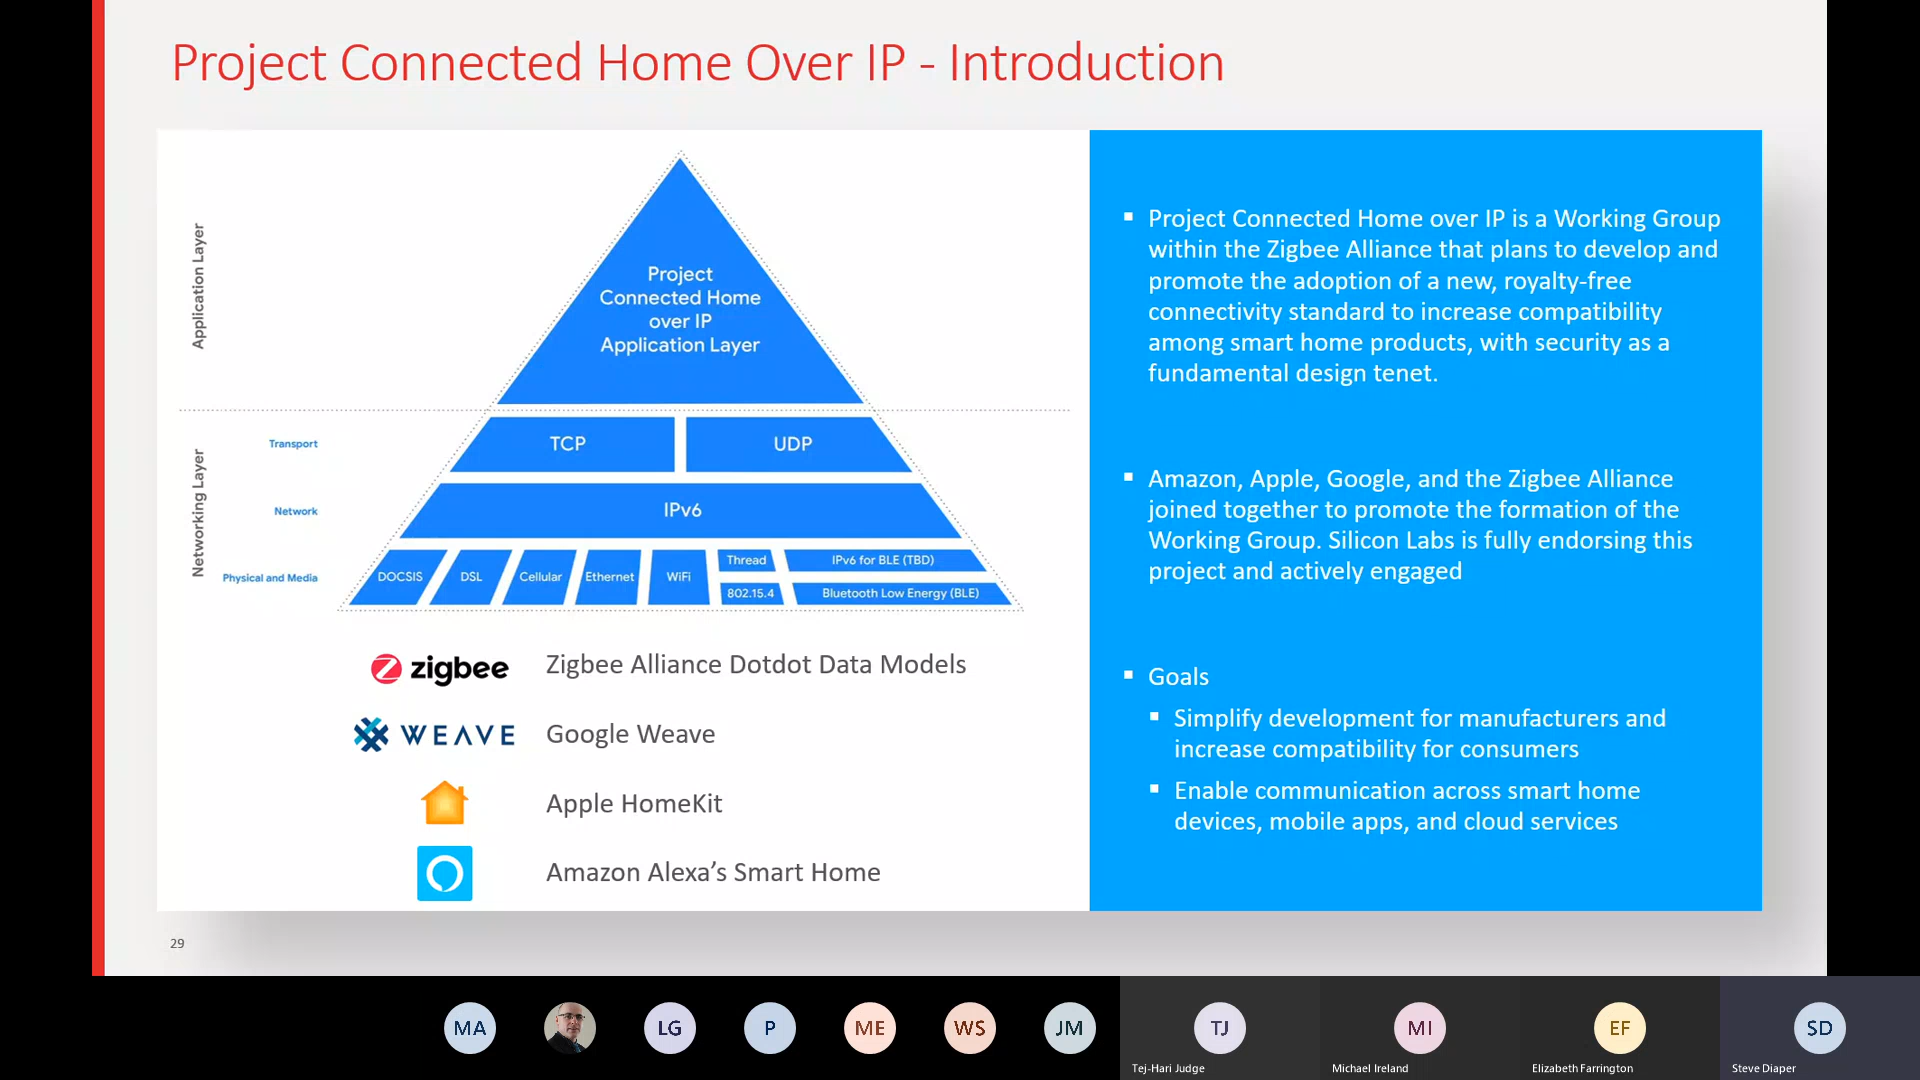 Project Connected Home Over IP - Introduction
Application Layer
Project
Connected Home
over IP
Application Layer
Networking Layer
Transport
TCP
UDP
Network
IPv6
Physical and Media
DOCSIS
DSL
Cellular
Ethernet
WiFi
Thread
802.15.4
IPv6 for BLE (TBD)
Bluetooth Low Energy (BLE)
zigbee
Zigbee Alliance Dotdot Data Models
WEAVE
Google Weave
Apple HomeKit
Amazon Alexa’s Smart Home
Project Connected Home over IP is a Working Group
within the Zigbee Alliance that plans to develop and
promote the adoption of a new, royalty-free
connectivity standard to increase compatibility
among smart home products, with security as a
fundamental design tenet.
Amazon, Apple, Google, and the Zigbee Alliance
joined together to promote the formation of the
Working Group. Silicon Labs is fully endorsing this
project and actively engaged
Goals
Simplify development for manufacturers and
increase compatibility for consumers
Enable communication across smart home
devices, mobile apps, and cloud services
29
MA
LG
P
ME
WS
JM
TJ
Tej-Hari Judge
MI
Michael Ireland
EF
Elizabeth Farrington
SD
Steve Diaper